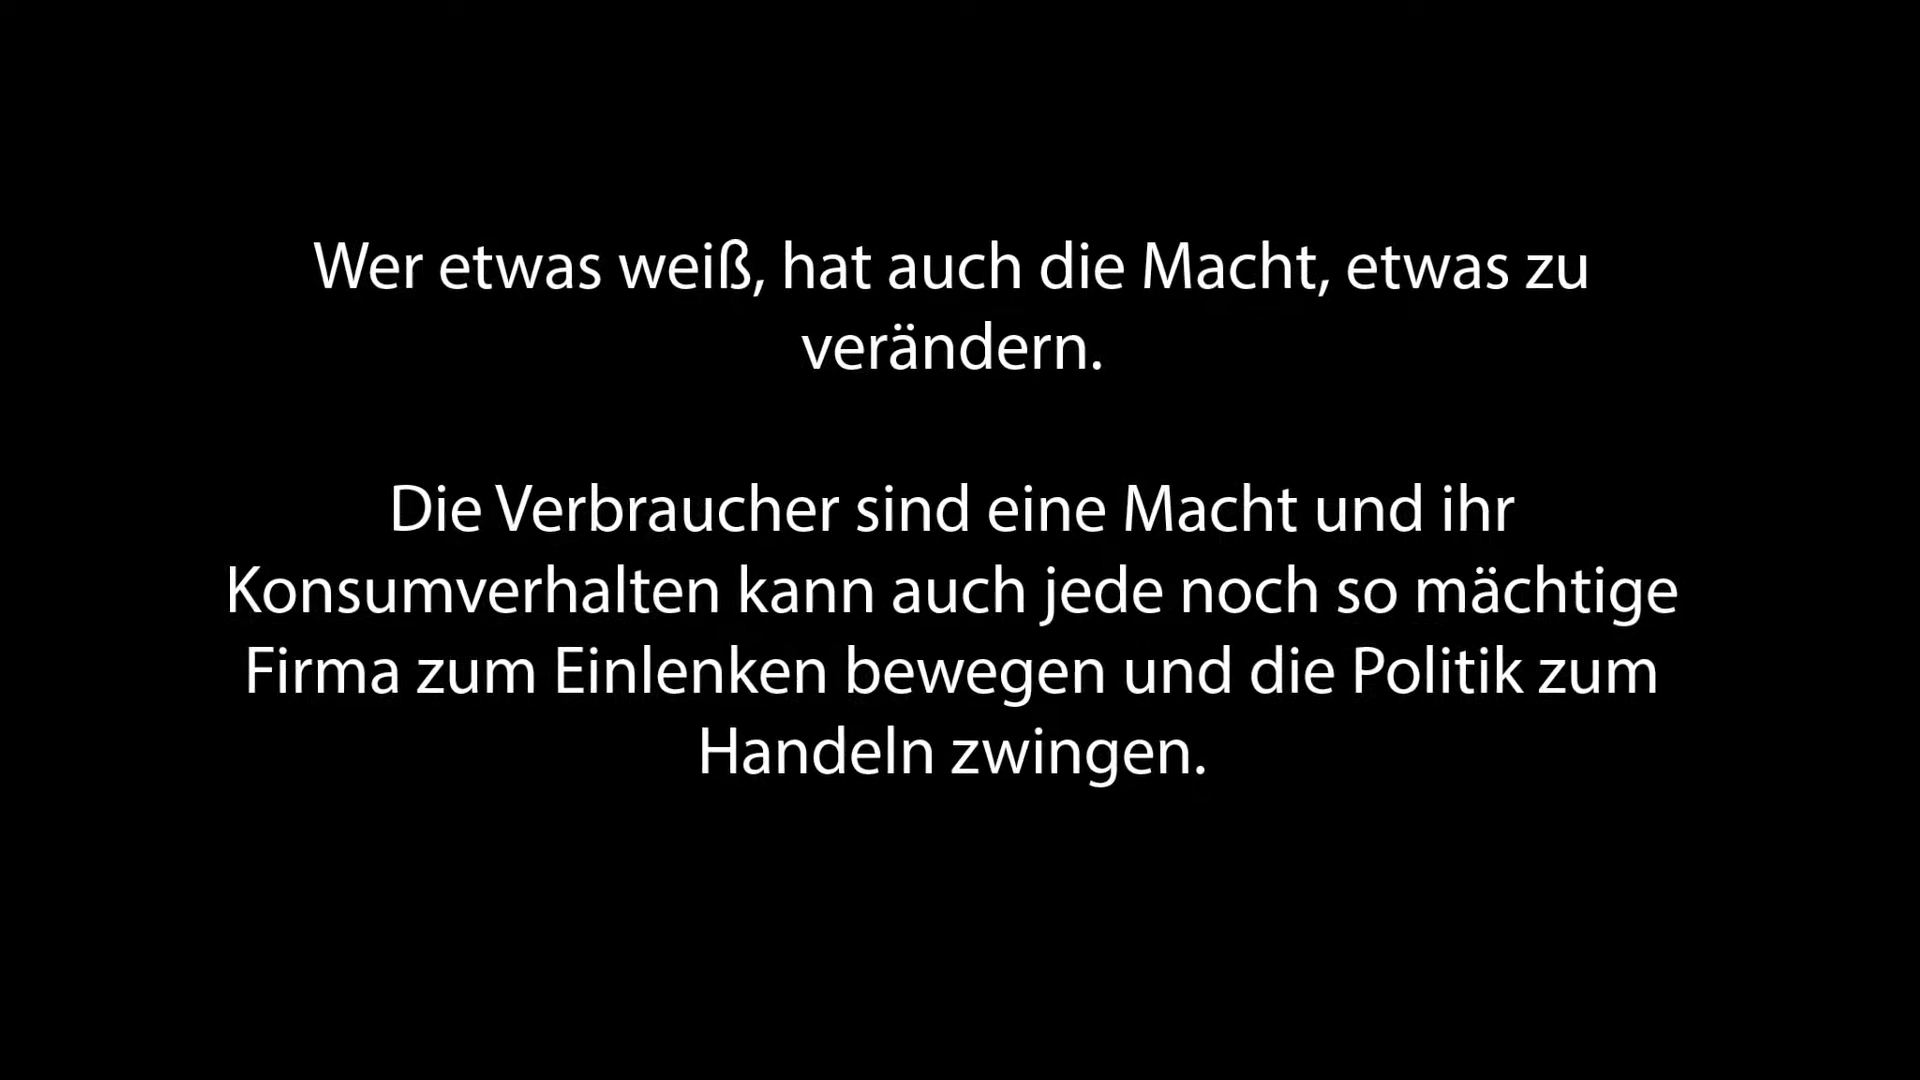 Wer etwas weiß, hat auch die Macht, etwas zu
verändern.
Die Verbraucher sind eine Macht und ihr
Konsumverhalten kann auch jede noch so mächtige
Firma zum Einlenken bewegen und die Politik zum
Handeln zwingen.